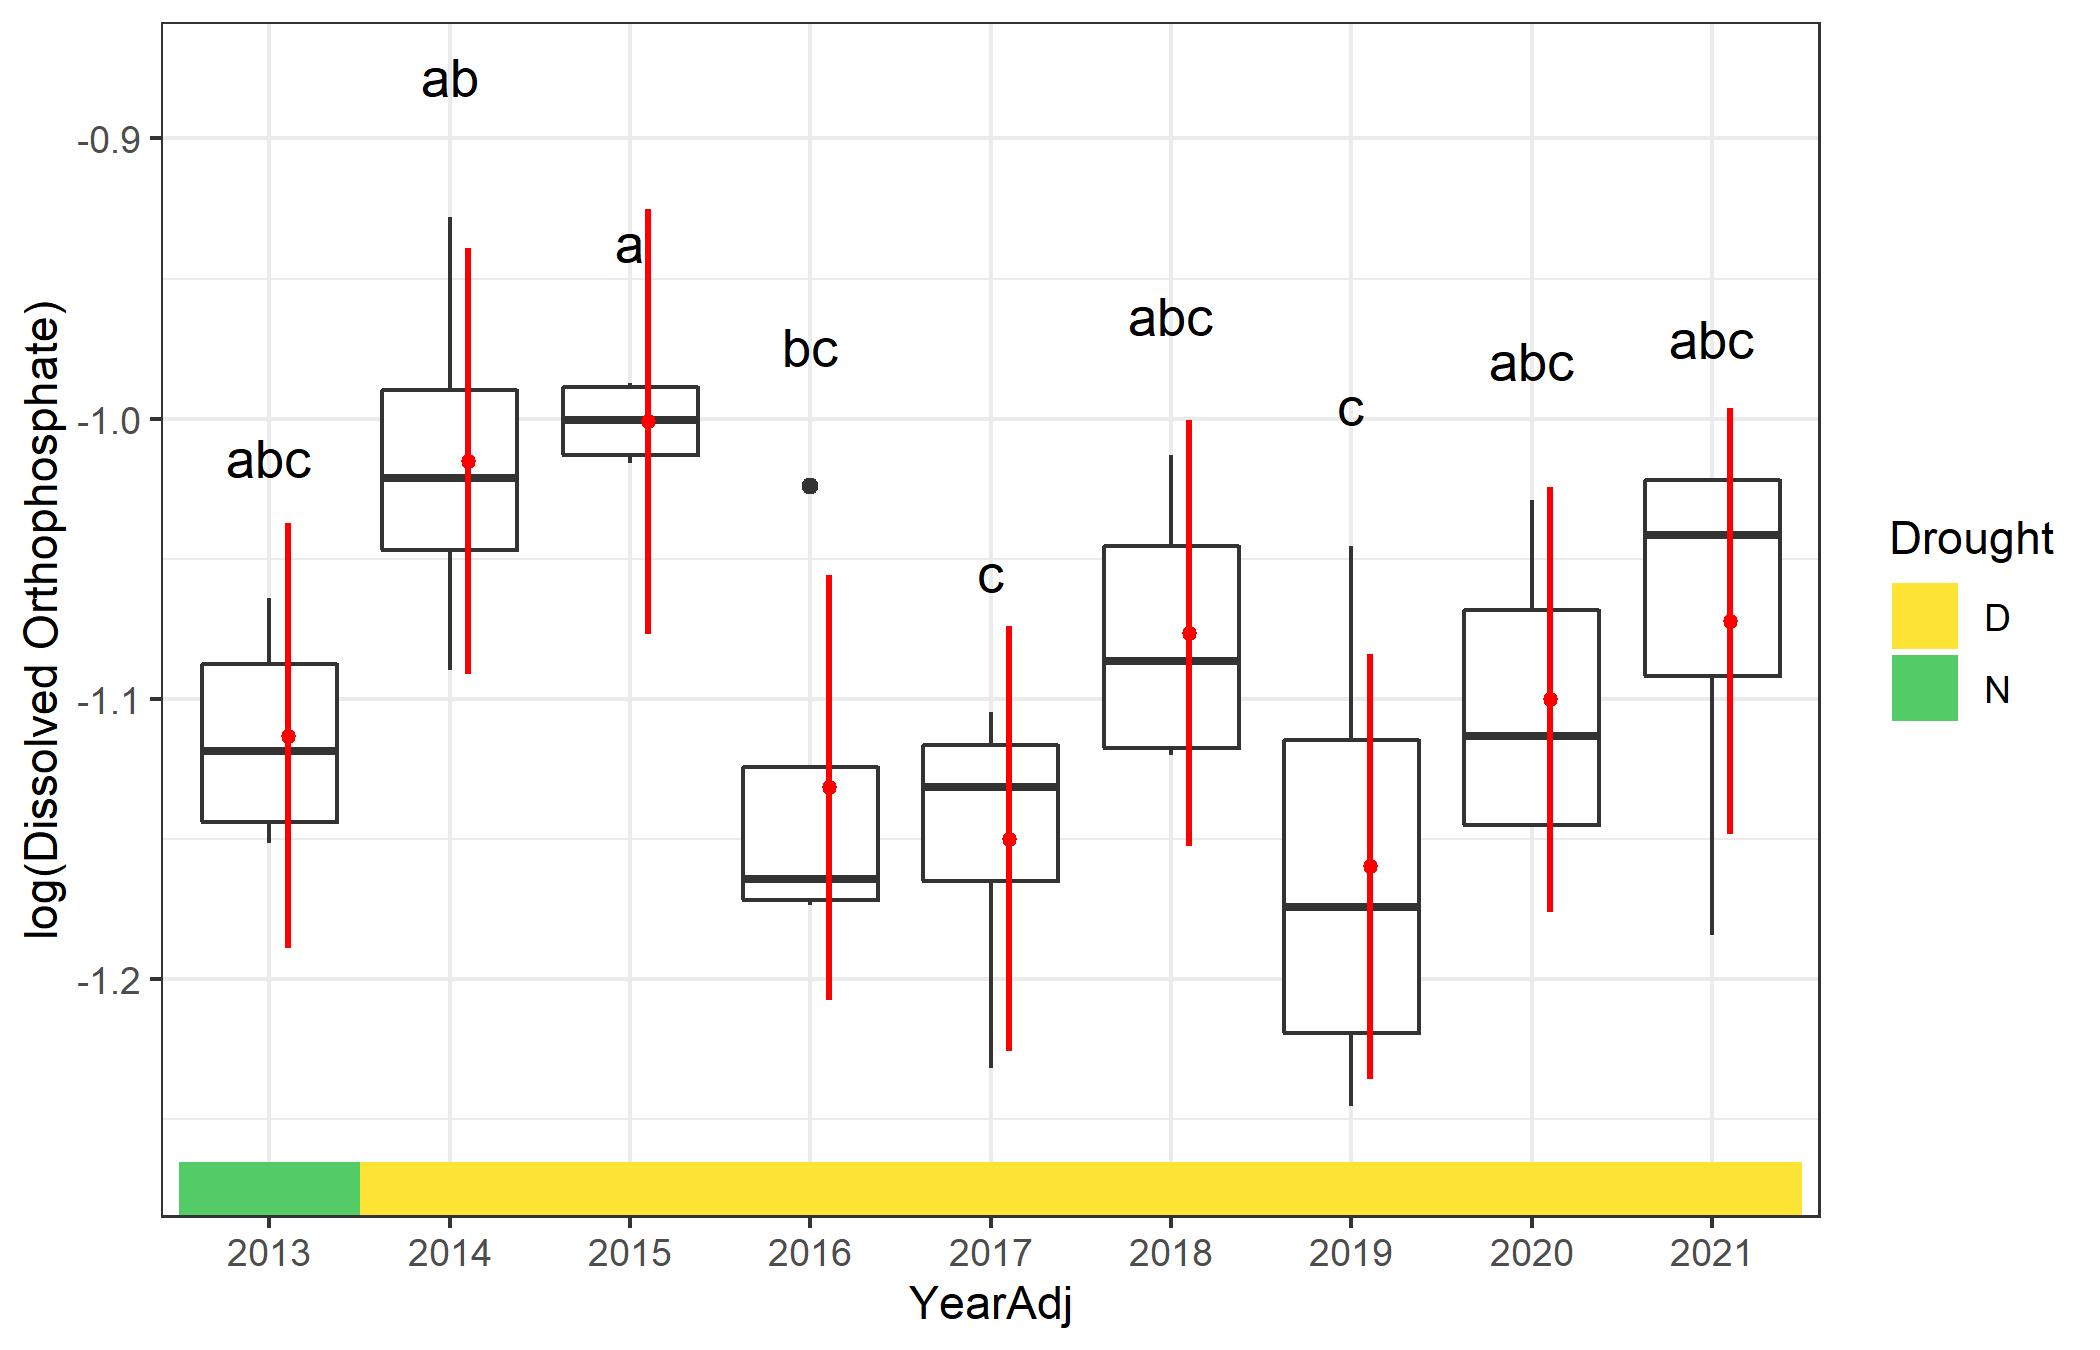 ab
-0.9
a
bc
abc
abc
abc
c
-1.0
abc
c
log(Dissolved Orthophosphate)
Drought
D
N
-1.1
-1.2
2013 2014 2015 2016 2017 2018 2019 2020 2021
YearAdj